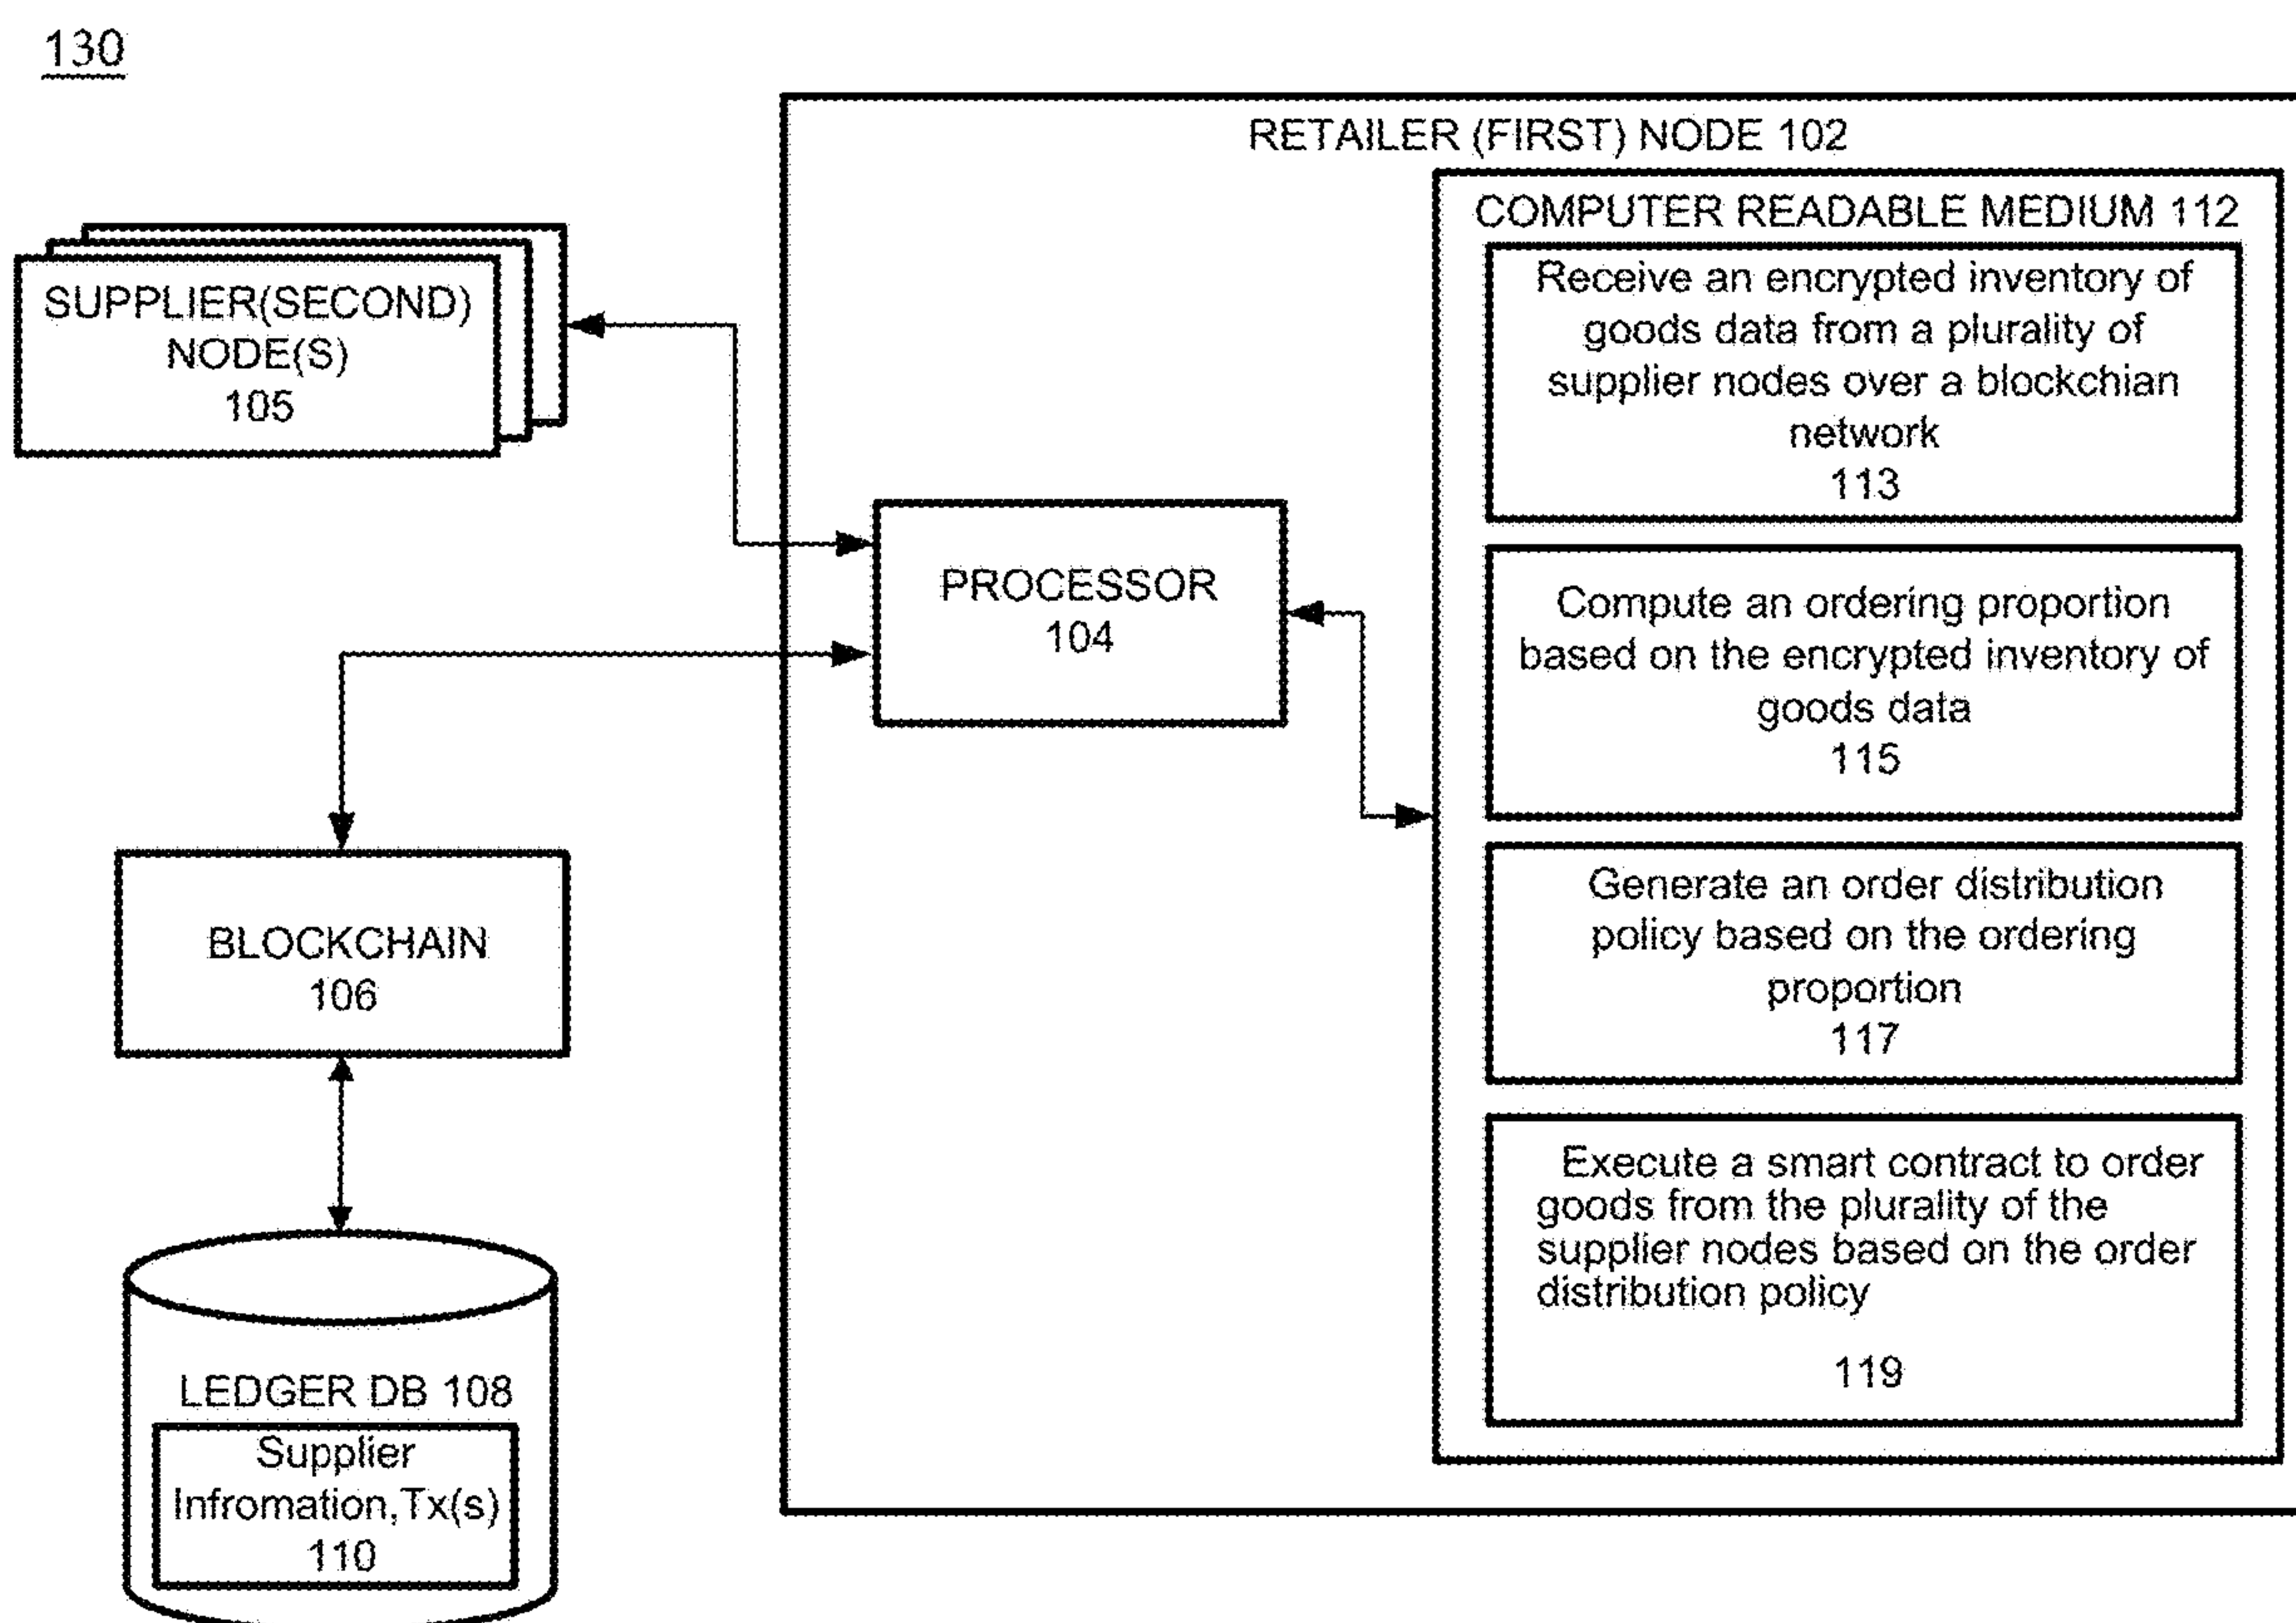 130
RETAILER (FIRST) NODE 102
SUPPLIER(SECOND)
NODE(S)
105
PROCESSOR
104
BLOCKCHAIN
106
LEDGER DB 108
Supplier
Infromation,Tx(s)
110
COMPUTER READABLE MEDIUM 112
Receive an encrypted inventory of
goods data from a plurality of
supplier nodes over a blockchian
network
113
Compute an ordering proportion
based on the encrypted inventory of
goods data
115
Generate an order distribution
policy based on the ordering
proportion
117
Execute a smart contract to order
goods from the plurality of the
supplier nodes based on the order
distribution policy
119